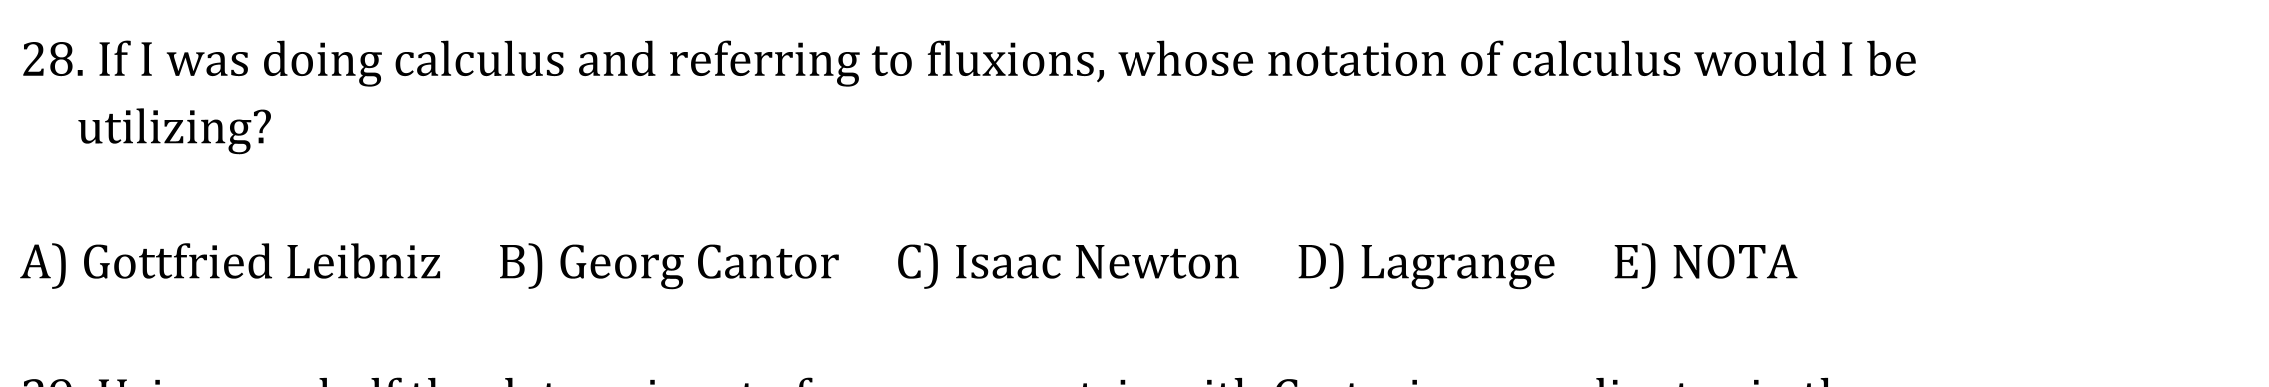 28. If I was doing calculus and referring to fluxions, whose notation of calculus would I be
utilizing?
A) Gottfried Leibniz B) Georg Cantor C) Isaac Newton D) Lagrange E) NOTA